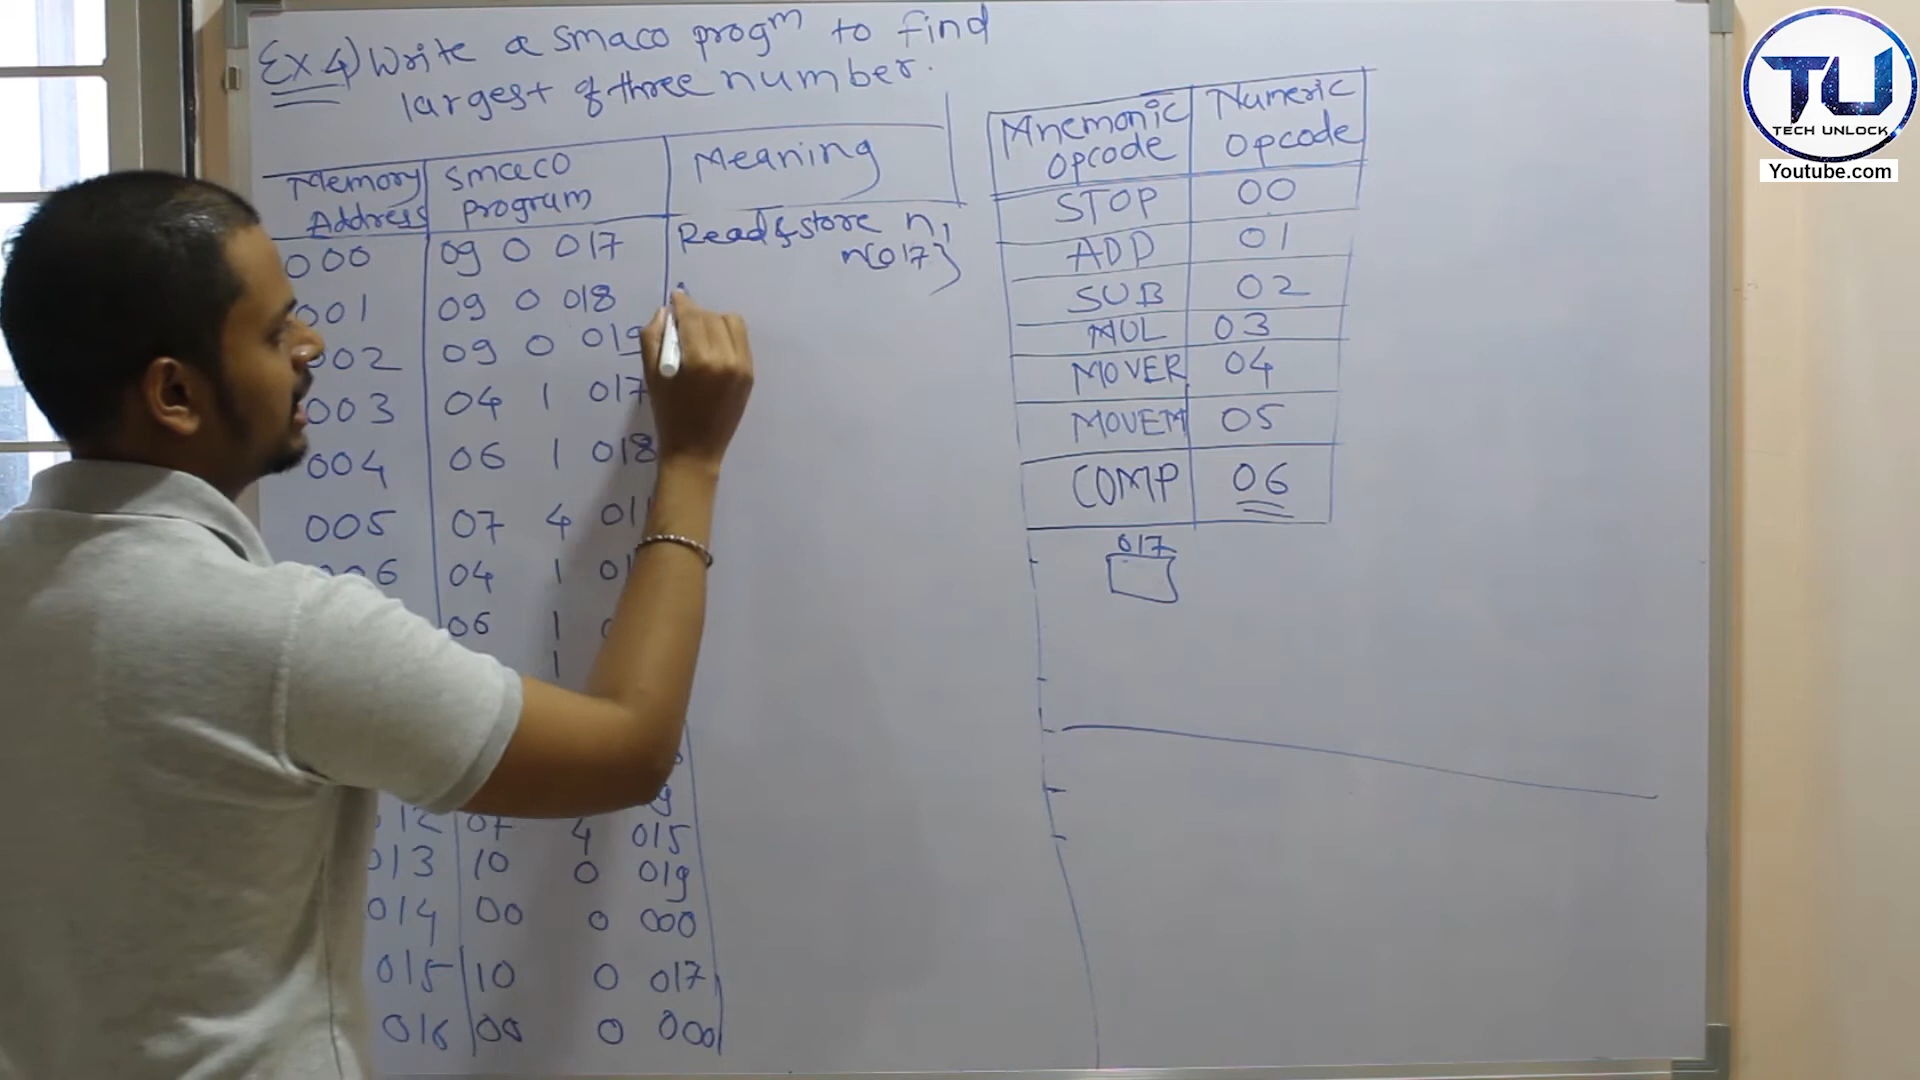 Ex 4) Write a smaco progm to find
largest of three number.
Memory Address
smaco program
Meaning
000 09 0 017 Read & store n1
n{017}
001 09 0 018
002 09 0 019
003 04 1 017
004 06 1 018
005 07 4 01
6 04 1 01
06 1
1
12 07 4 015
013 10 0 019
014 00 0 000
015 10 0 017
016 00 0 000
Mnemonic opcode
Numeric opcode
STOP 00
ADD 01
SUB 02
MUL 03
MOVER 04
MOVEM 05
COMP 06
017
TU
TECH UNLOCK
Youtube.com